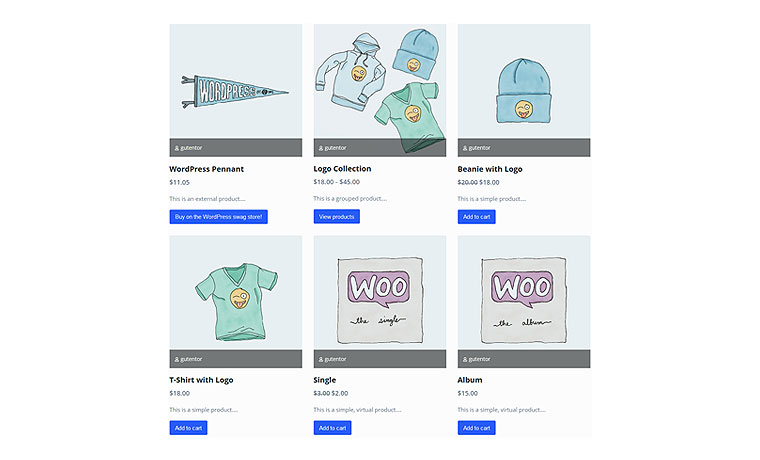 WORDPRESS
gutentor
WordPress Pennant
$11.05
This is an external product....
Buy on the WordPress swag store!
gutentor
Logo Collection
$18.00 - $45.00
This is a grouped product....
View products
gutentor
Beanie with Logo
$20.00 $18.00
This is a simple product....
Add to cart
gutentor
T-Shirt with Logo
$18.00
This is a simple product....
Add to cart
WOO
the single
gutentor
Single
$3.00 $2.00
This is a simple, virtual product....
Add to cart
WOO
the album
gutentor
Album
$15.00
This is a simple, virtual product....
Add to cart